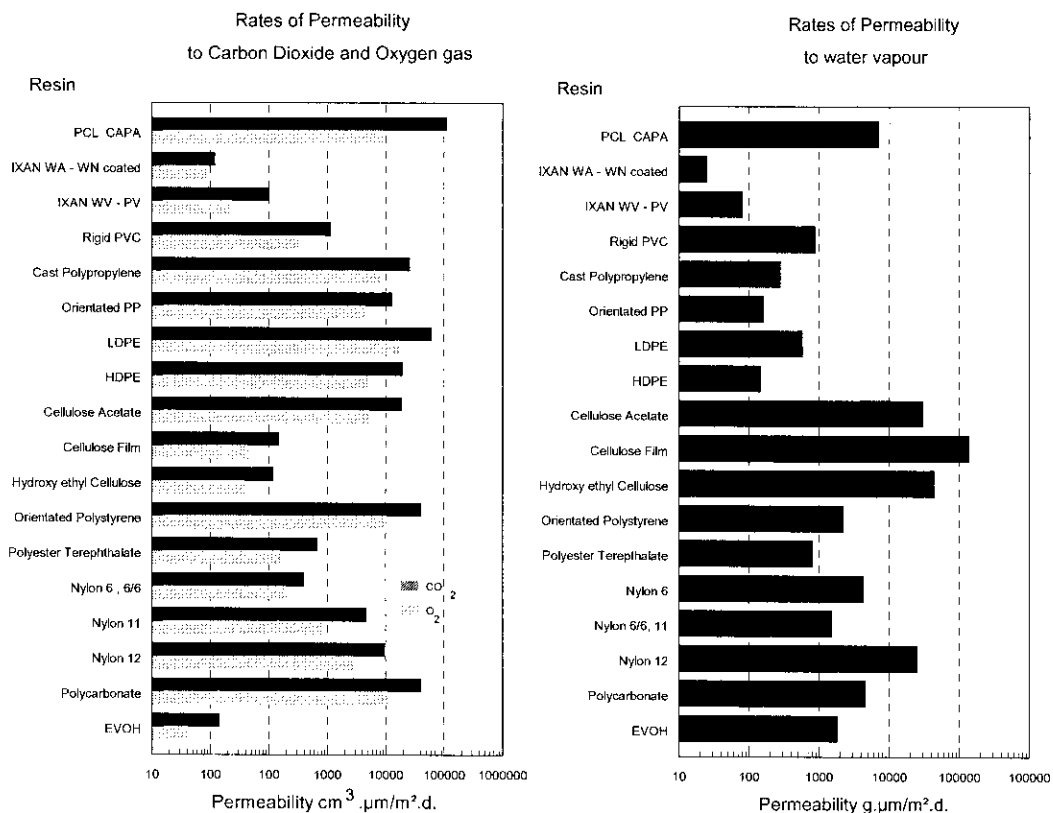 Rates of Permeability
to Carbon Dioxide and Oxygen gas
Resin
PCL CAPA
IXAN WA - WN coated
IXAN WV - PV
Rigid PVC
Cast Polypropylene
Orientated PP
LDPE
HDPE
Cellulose Acetate
Cellulose Film
Hydroxy ethyl Cellulose
Orientated Polystyrene
Polyester Terephthalate
Nylon 6 , 6/6
Nylon 11
Nylon 12
Polycarbonate
EVOH
CO2
O2
10 100 100 1000 10000 100000 1000000
Permeability cm³ .µm/m².d.
Rates of Permeability
to water vapour
Resin
PCL CAPA
IXAN WA - WN coated
IXAN WV - PV
Rigid PVC
Cast Polypropylene
Orientated PP
LDPE
HDPE
Cellulose Acetate
Cellulose Film
Hydroxy ethyl Cellulose
Orientated Polystyrene
Polyester Tereplthalate
Nylon 6
Nylon 6/6, 11
Nylon 12
Polycarbonate
EVOH
10 100 1000 10000 100000 1000000
Permeability g.µm/m².d.